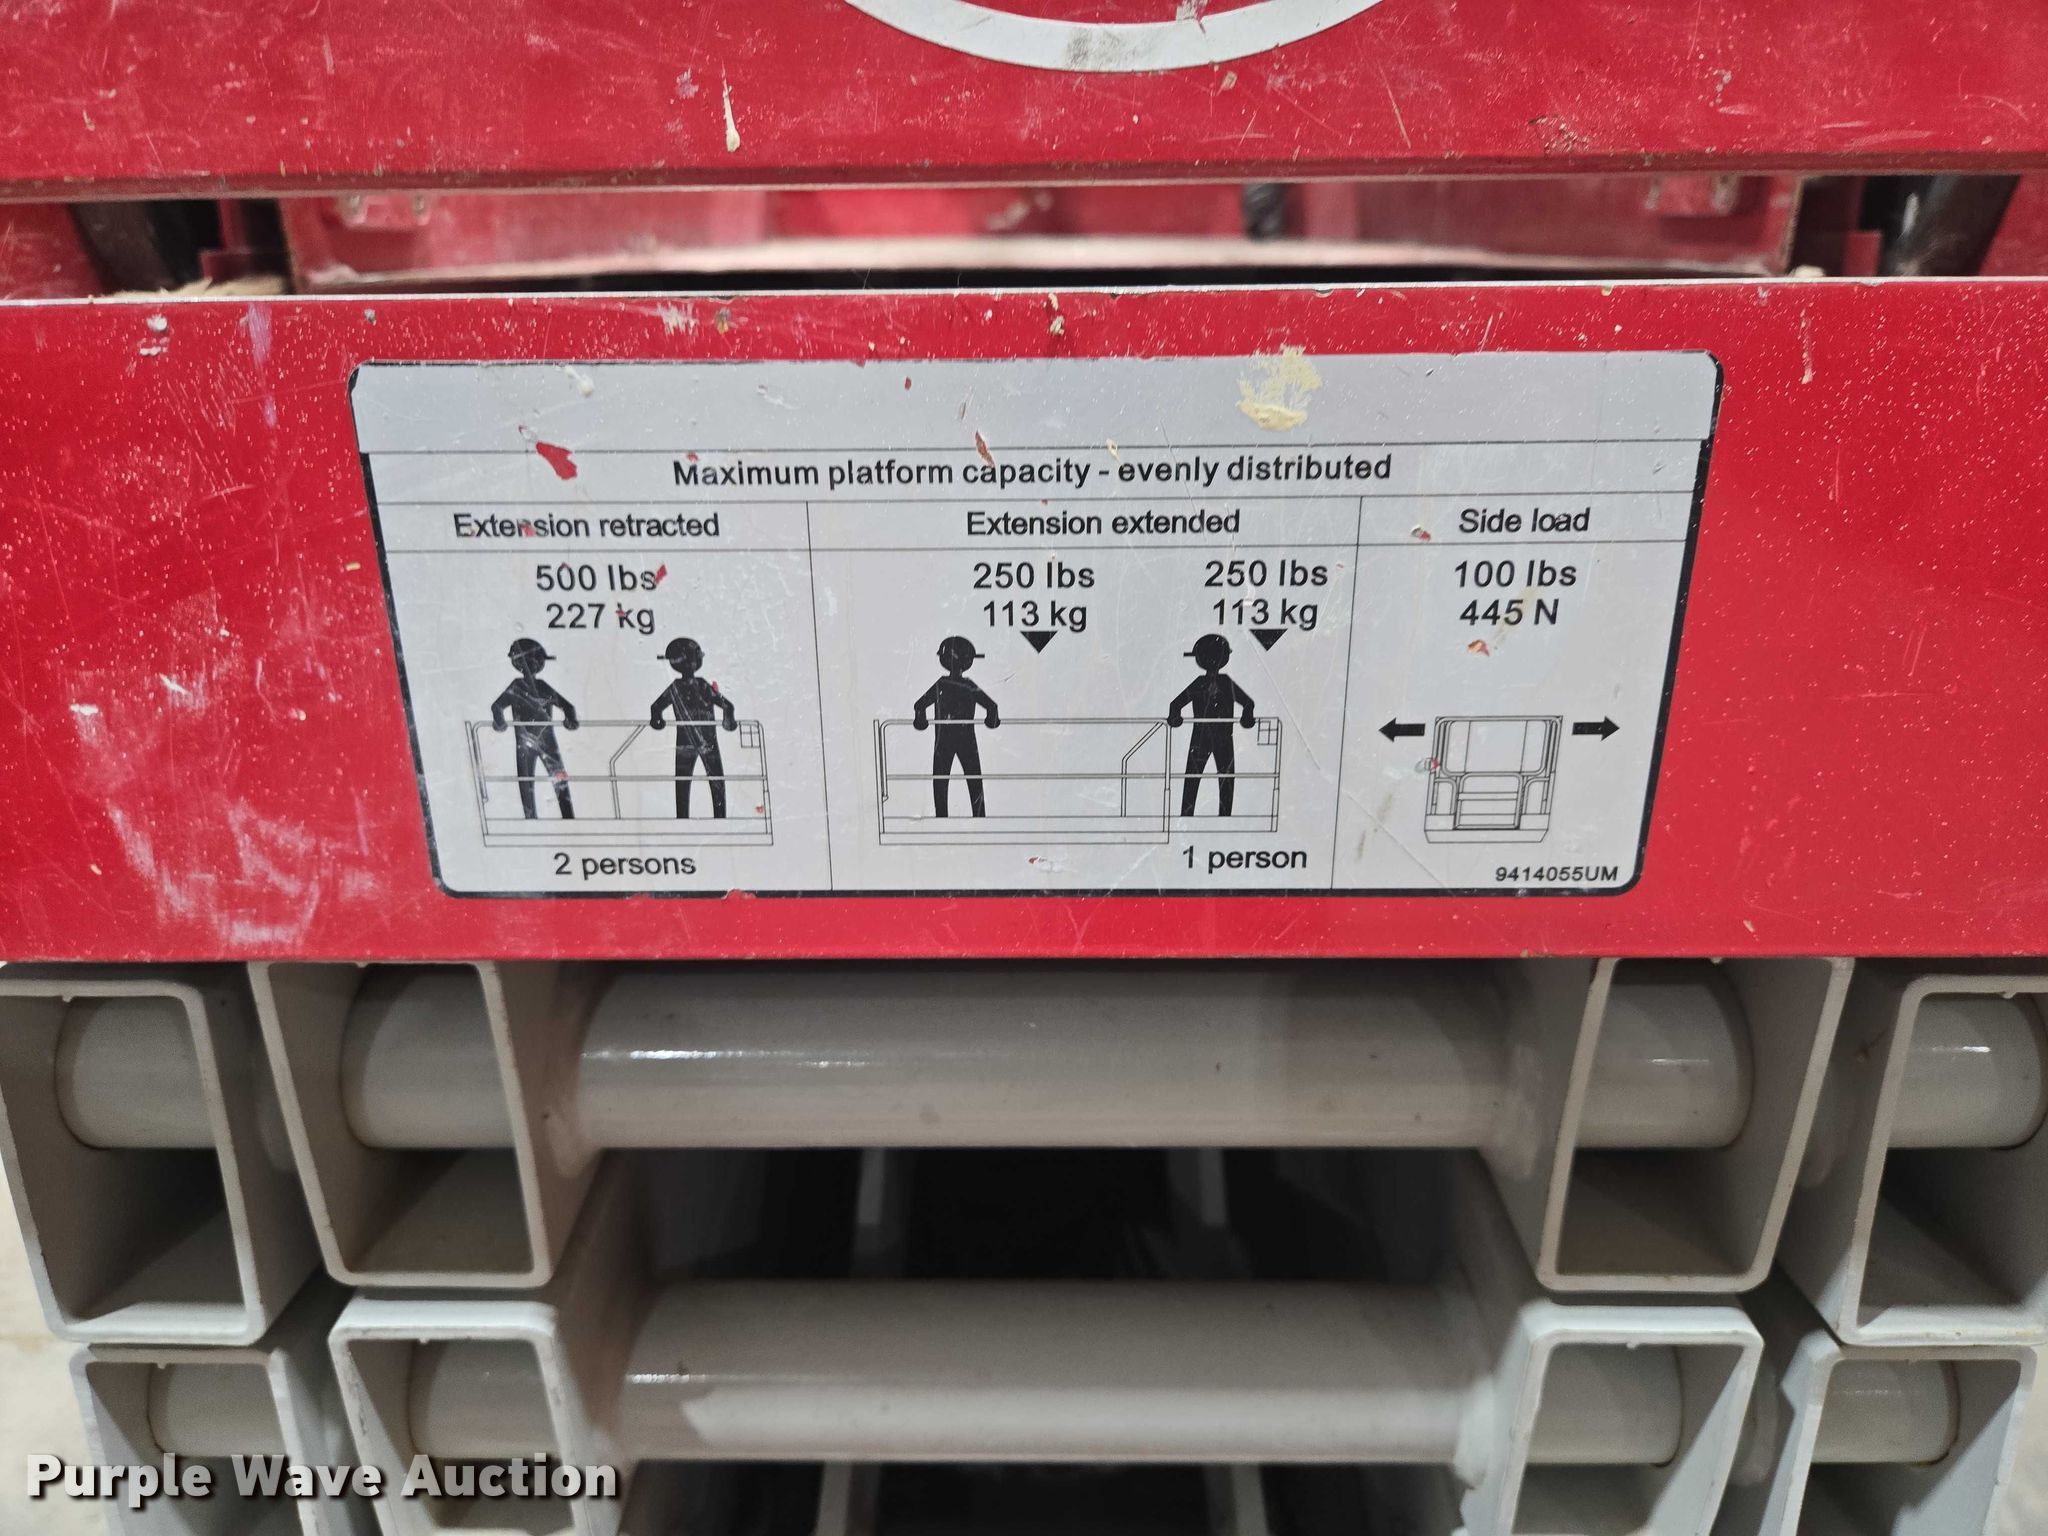 Maximum platform capacity - evenly distributed
Extension retracted
Extension extended
Side load
500 lbs
227 kg
250 lbs
113 kg
250 lbs
113 kg
100 lbs
445 N
2 persons
1 person
9414055UM
Purple Wave Auction